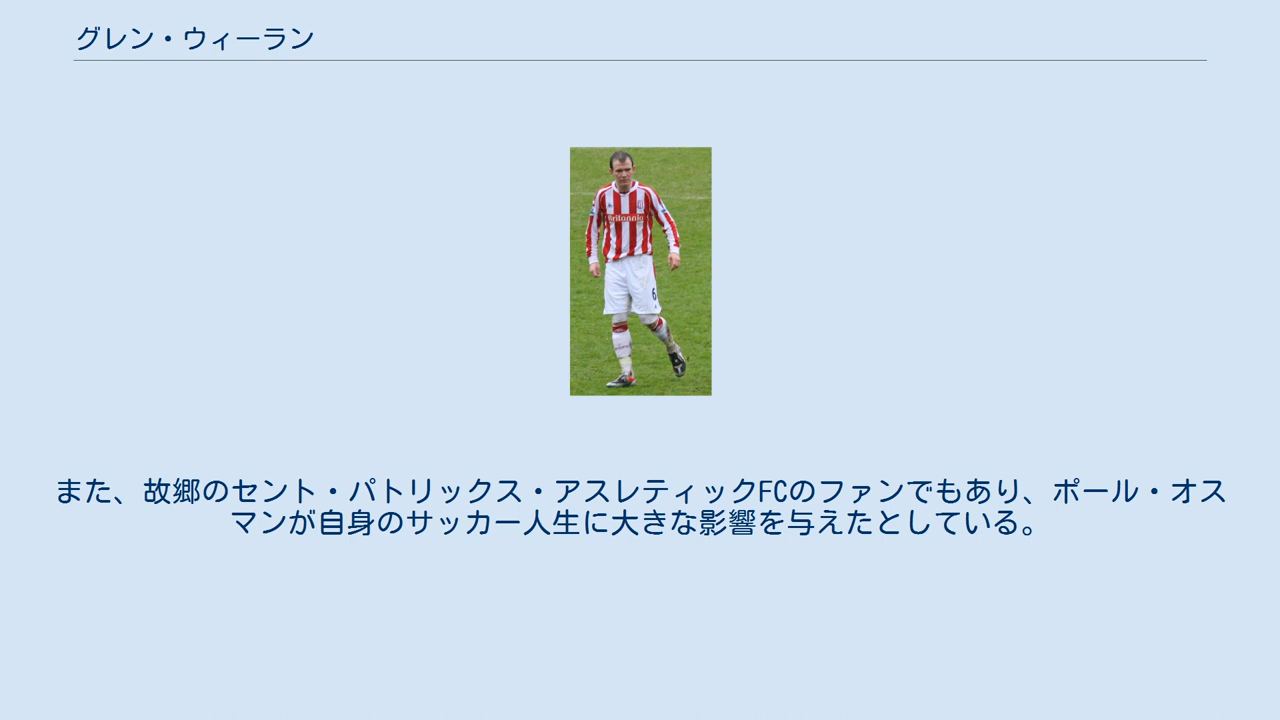 グレン・ウィーラン
Britannia
6
また、故郷のセント・パトリックス・アスレティックFCのファンでもあり、ポール・オス
マンが自身のサッカー人生に大きな影響を与えたとしている。